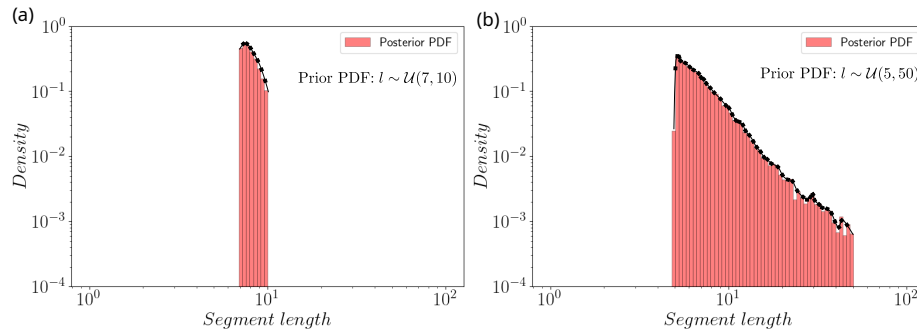 (a)
10^0
10^-1
10^-2
10^-3
10^-4
Density
Posterior PDF
Prior PDF: l ∼ 𝒰(7, 10)
10^0
10^1
10^2
Segment length
(b)
10^0
10^-1
10^-2
10^-3
10^-4
Density
Posterior PDF
Prior PDF: l ∼ 𝒰(5, 50)
10^0
10^1
10^2
Segment length